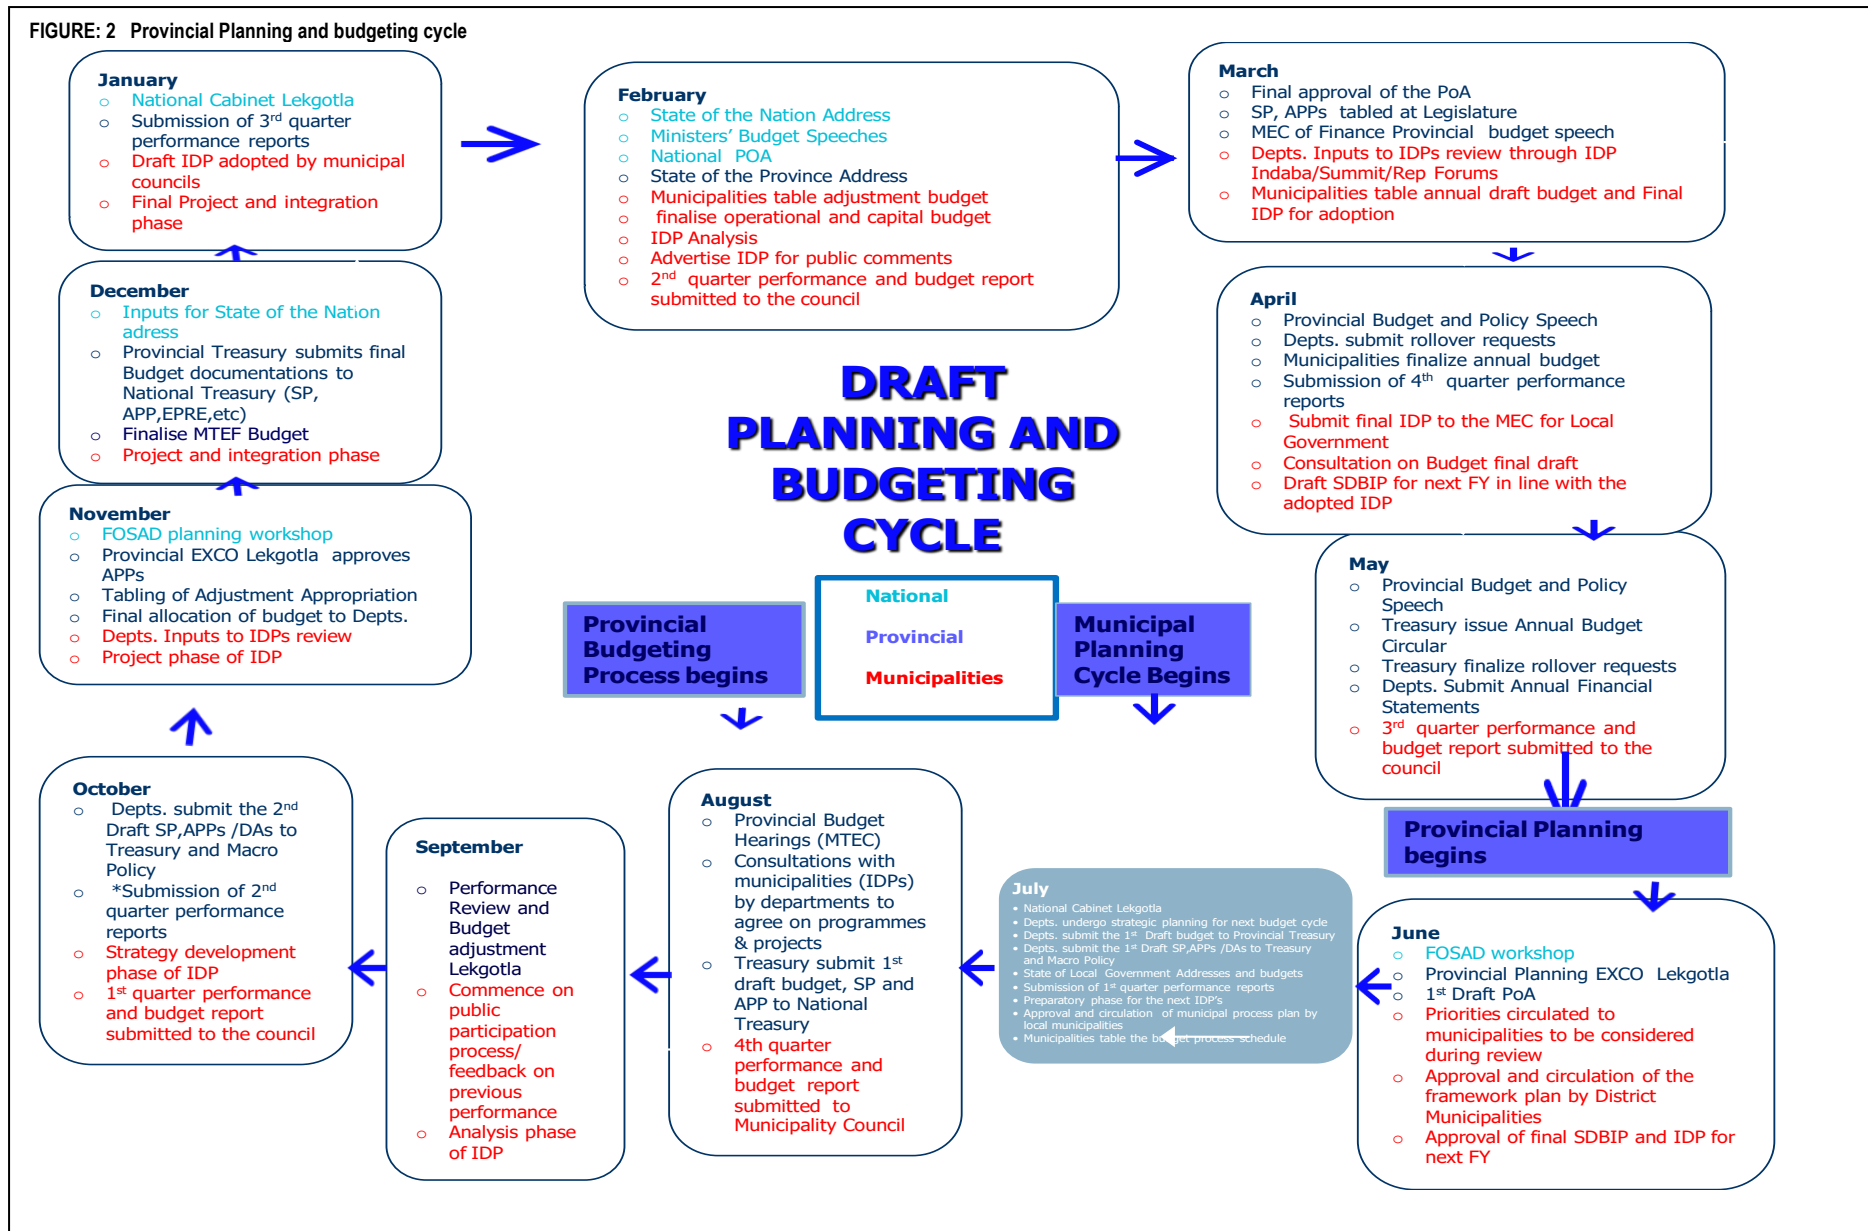 FIGURE: 2 Provincial Planning and budgeting cycle
January
o National Cabinet Lekgotla
o Submission of 3rd quarter
performance reports
o Draft IDP adopted by municipal
councils
o Final Project and integration
phase
February
o State of the Nation Address
o Ministers' Budget Speeches
o National POA
o State of the Province Address
o Municipalities table adjustment budget
o finalise operational and capital budget
o IDP Analysis
o Advertise IDP for public comments
o 2nd quarter performance and budget report
submitted to the council
March
o Final approval of the PoA
o SP, APPs tabled at Legislature
o MEC of Finance Provincial budget speech
o Depts. Inputs to IDPs review through IDP
Indaba/Summit/Rep Forums
o Municipalities table annual draft budget and Final
IDP for adoption
December
o Inputs for State of the Nation
adress
o Provincial Treasury submits final
Budget documentations to
National Treasury (SP,
APP,EPRE,etc)
o Finalise MTEF Budget
o Project and integration phase
April
o Provincial Budget and Policy Speech
o Depts. submit rollover requests
o Municipalities finalize annual budget
o Submission of 4th quarter performance
reports
o Submit final IDP to the MEC for Local
Government
o Consultation on Budget final draft
o Draft SDBIP for next FY in line with the
adopted IDP
DRAFT
PLANNING AND
BUDGETING
CYCLE
November
o FOSAD planning workshop
o Provincial EXCO Lekgotla approves
APPs
o Tabling of Adjustment Appropriation
o Final allocation of budget to Depts.
o Depts. Inputs to IDPs review
o Project phase of IDP
Provincial
Budgeting
Process begins
National
Provincial
Municipalities
Municipal
Planning
Cycle Begins
May
o Provincial Budget and Policy
Speech
o Treasury issue Annual Budget
Circular
o Treasury finalize rollover requests
o Depts. Submit Annual Financial
Statements
o 3rd quarter performance and
budget report submitted to the
council
Provincial Planning
begins
October
o Depts. submit the 2nd
Draft SP,APPs /DAs to
Treasury and Macro
Policy
o *Submission of 2nd
quarter performance
reports
o Strategy development
phase of IDP
o 1st quarter performance
and budget report
submitted to the council
September
o Performance
Review and
Budget
adjustment
Lekgotla
o Commence on
public
participation
process/
feedback on
previous
performance
o Analysis phase
of IDP
August
o Provincial Budget
Hearings (MTEC)
o Consultations with
municipalities (IDPs)
by departments to
agree on programmes
& projects
o Treasury submit 1st
draft budget, SP and
APP to National
Treasury
o 4th quarter
performance and
budget report
submitted to
Municipality Council
July
• National Cabinet Lekgotla
• Depts. undergo strategic planning for next budget cycle
• Depts. submit the 1st Draft budget to Provincial Treasury
• Depts. submit the 1st Draft SP,APPs /DAs to Treasury
and Macro Policy
• State of Local Government Addresses and budgets
• Submission of 1st quarter performance reports
• Preparatory phase for the next IDP's
• Approval and circulation of municipal process plan by
local municipalities
• Municipalities table the budget process schedule
June
o FOSAD workshop
o Provincial Planning EXCO Lekgotla
o 1st Draft PoA
o Priorities circulated to
municipalities to be considered
during review
o Approval and circulation of the
framework plan by District
Municipalities
o Approval of final SDBIP and IDP for
next FY